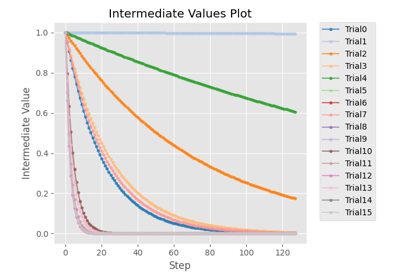 Intermediate Values Plot
1.0
0.8
0.6
0.4
0.2
0.0
Intermediate Value
0
20
40
60
80
100
120
Step
Trial0
Trial1
Trial2
Trial3
Trial4
Trial5
Trial6
Trial7
Trial8
Trial9
Trial10
Trial11
Trial12
Trial13
Trial14
Trial15